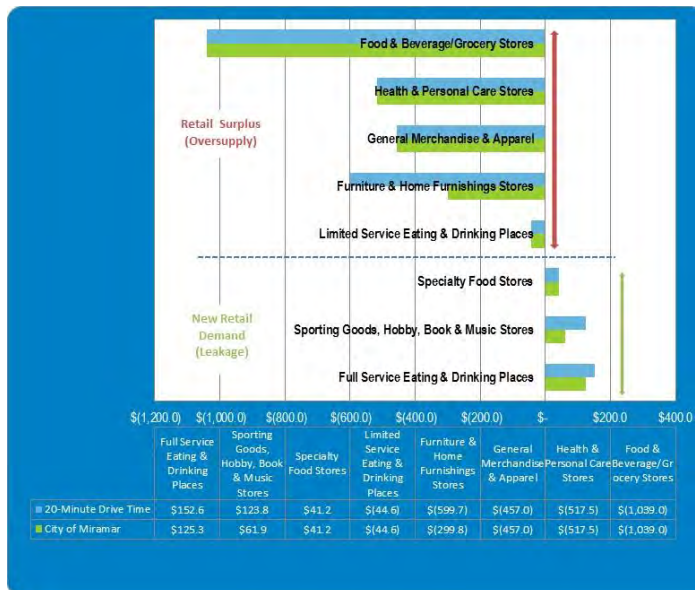 Food & Beverage/Grocery Stores
Health & Personal Care Stores
Retail Surplus
(Oversupply)
General Merchandise & Apparel
Furniture & Home Furnishings Stores
Limited Service Eating & Drinking Places
Specialty Food Stores
New Retail
Demand
(Leakage)
Sporting Goods, Hobby, Book & Music Stores
Full Service Eating & Drinking Places
$(1,200.0) $(1,000.0) $(800.0) $(600.0) $(400.0) $(200.0) $- $200.0 $400.0
Full Service
Eating &
Drinking
Places
Sporting
Goods,
Hobby, Book
& Music
Stores
Specialty
Food Stores
Limited
Service
Eating &
Drinking
Places
Furniture &
Home
Furnishings
Stores
General
Merchandise
& Apparel
Health &
Personal Care
Stores
Food &
Beverage/Gr
ocery Stores
20-Minute Drive Time $152.6 $123.8 $41.2 $(44.6) $(599.7) $(457.0) $(517.5) $(1,039.0)
City of Miramar $125.3 $61.9 $41.2 $(44.6) $(299.8) $(457.0) $(517.5) $(1,039.0)